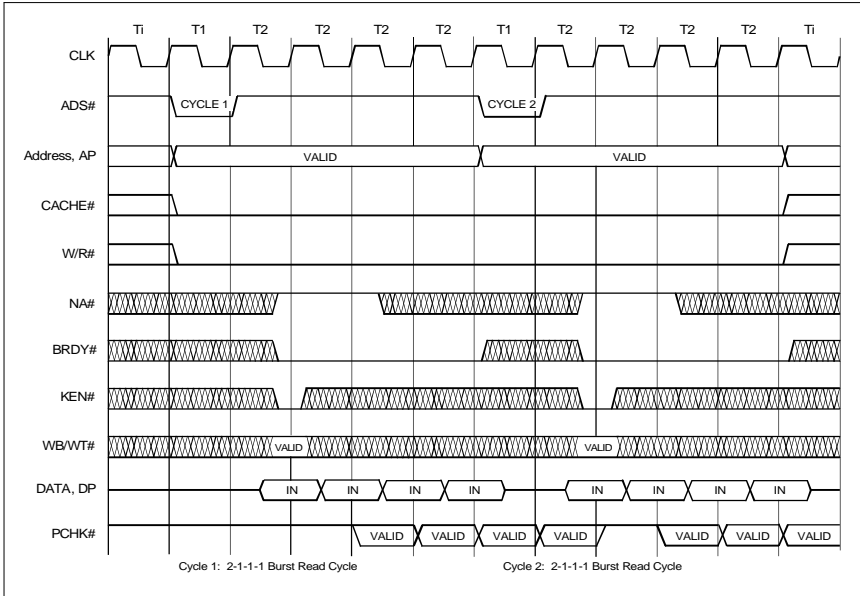 Ti T1 T2 T2 T2 T2 T1 T2 T2 T2 T2 Ti
CLK
ADS# CYCLE 1 CYCLE 2
Address, AP VALID VALID
CACHE#
W/R#
NA#
BRDY#
KEN#
WB/WT# VALID VALID
DATA, DP IN IN IN IN IN IN IN IN
PCHK# VALID VALID VALID VALID VALID VALID VALID
Cycle 1: 2-1-1-1 Burst Read Cycle Cycle 2: 2-1-1-1 Burst Read Cycle